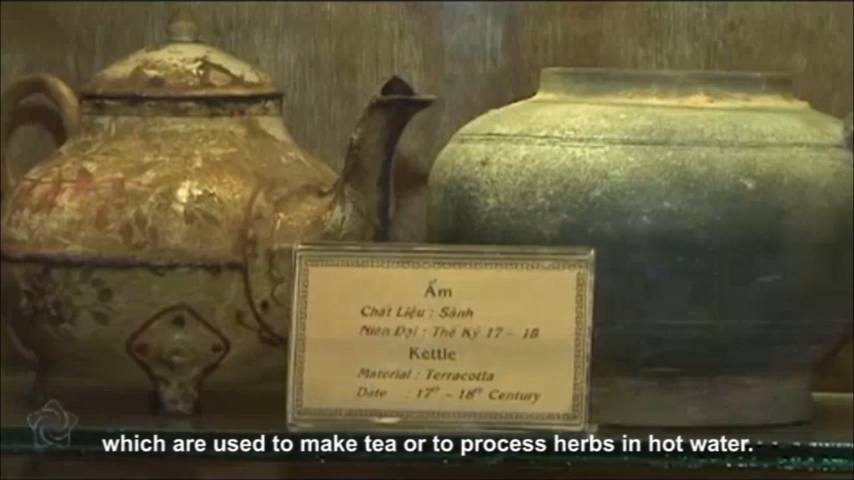 Ấm
Chất Liệu : Sành
Niên Đại : Thế Kỷ 17 - 18
Kettle
Material : Terracotta
Date : 17th - 18th Century
which are used to make tea or to process herbs in hot water.